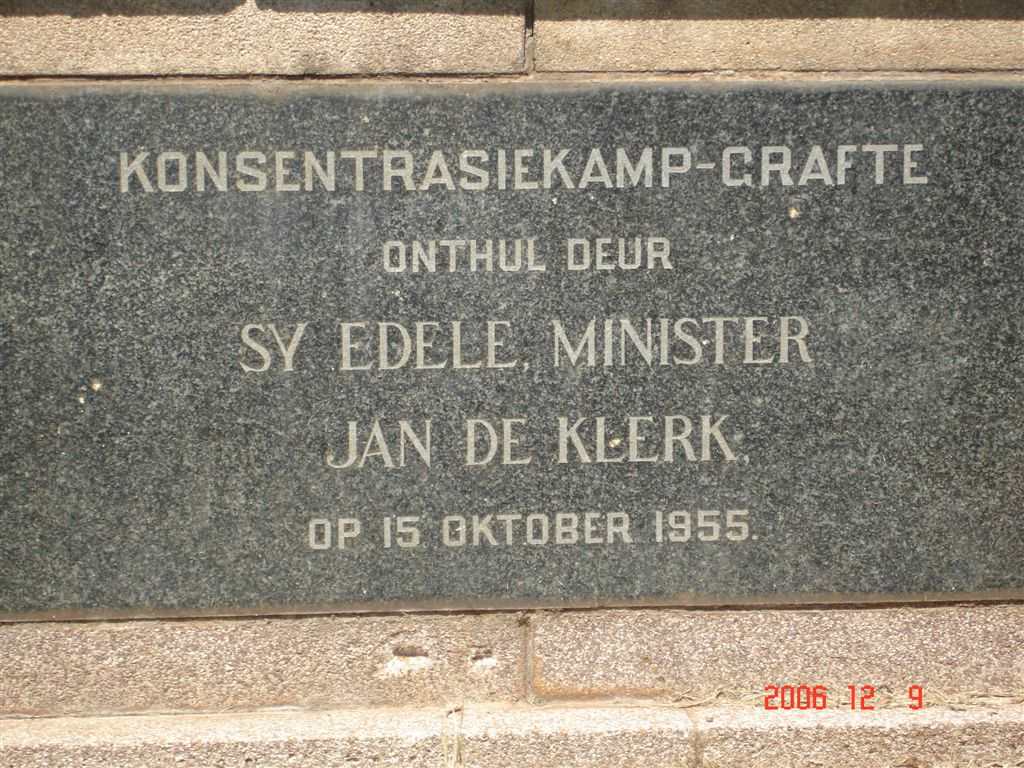 KONSENTRASIEKAMP-GRAFTE
ONTHUL DEUR
SY EDELE, MINISTER
JAN DE KLERK,
OP 15 OKTOBER 1955.
2006 12 9